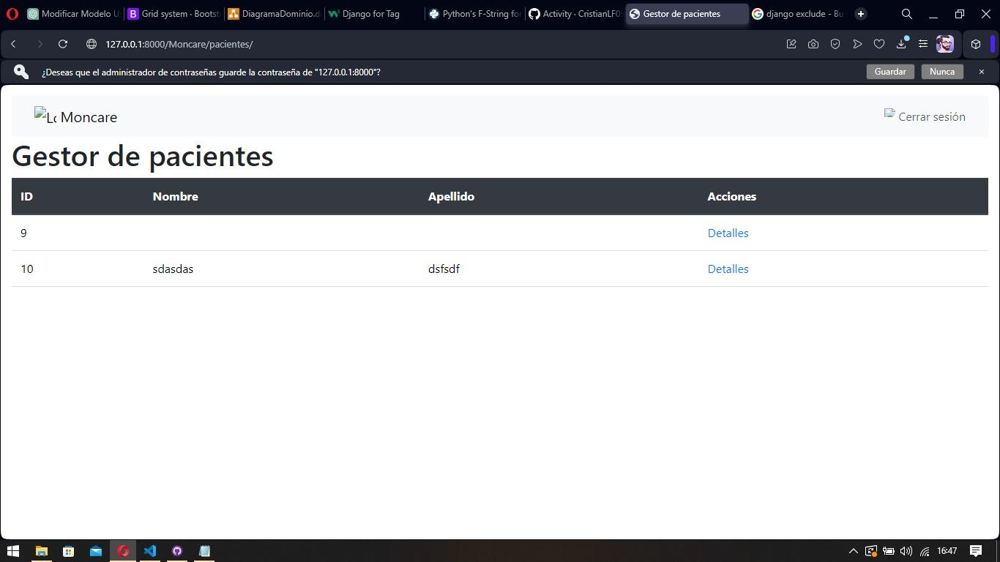 Modificar Modelo U
Grid system · Bootst
DiagramaDominio.d
Django for Tag
Python's F-String for
Activity · CristianLF0
Gestor de pacientes
django exclude - Bu
127.0.0.1:8000/Moncare/pacientes/
¿Deseas que el administrador de contraseñas guarde la contraseña de "127.0.0.1:8000"?
Guardar
Nunca
Lo Moncare
Cerrar sesión
Gestor de pacientes
ID Nombre Apellido Acciones
9 Detalles
10 sdasdas dsfsdf Detalles
16:47